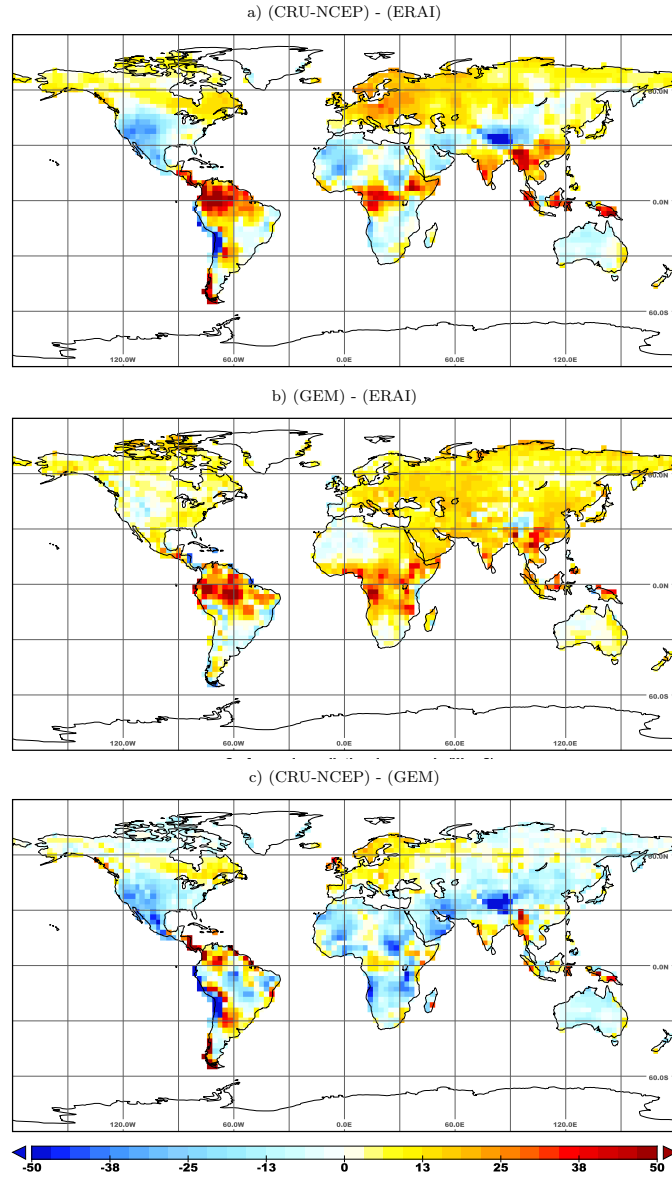 a) (CRU-NCEP) - (ERAI)
60.0N
0.0N
60.0S
120.0W 60.0W 0.0E 60.0E 120.0E
b) (GEM) - (ERAI)
60.0N
0.0N
60.0S
120.0W 60.0W 0.0E 60.0E 120.0E
c) (CRU-NCEP) - (GEM)
60.0N
0.0N
60.0S
120.0W 60.0W 0.0E 60.0E 120.0E
-50 -38 -25 -13 0 13 25 38 50